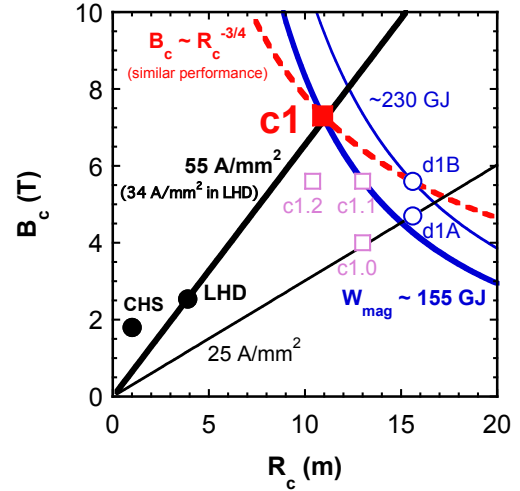 B_c ~ R_c^-3/4
(similar performance)
~230 GJ
c1
55 A/mm²
(34 A/mm² in LHD)
d1B
c1.2
c1.1
d1A
c1.0
CHS
LHD
W_mag ~ 155 GJ
25 A/mm²
B_c (T)
10
8
6
4
2
0
0
5
10
15
20
R_c (m)